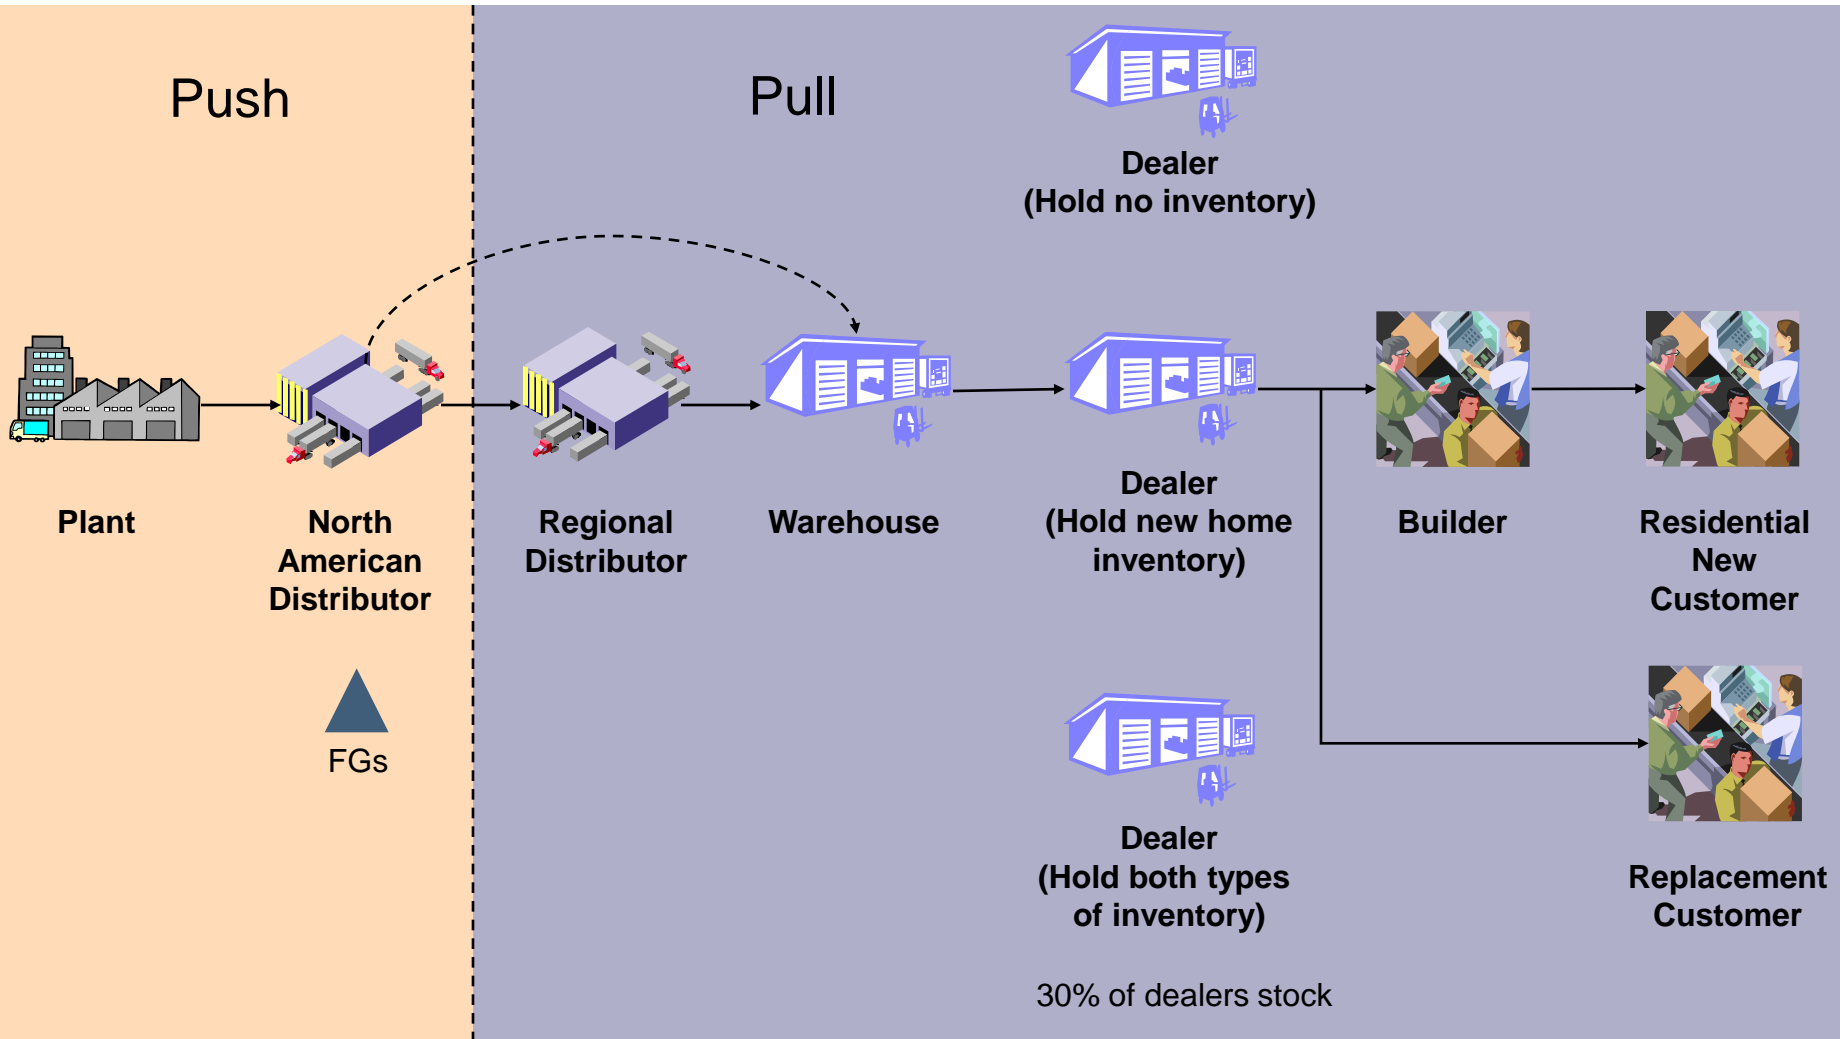 Push
Pull
Dealer
(Hold no inventory)
Plant
North
American
Distributor
Regional
Distributor
Warehouse
Dealer
(Hold new home
inventory)
Builder
Residential
New
Customer
FGs
Dealer
(Hold both types
of inventory)
Replacement
Customer
30% of dealers stock